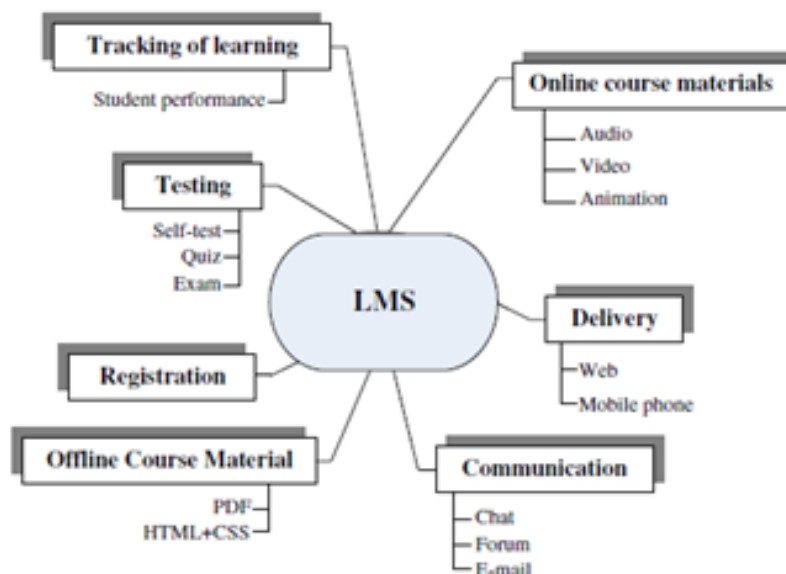 Tracking of learning
Student performance
Online course materials
Audio
Video
Animation
Testing
Self-test
Quiz
Exam
LMS
Delivery
Web
Mobile phone
Registration
Offline Course Material
PDF
HTML+CSS
Communication
Chat
Forum
E-mail